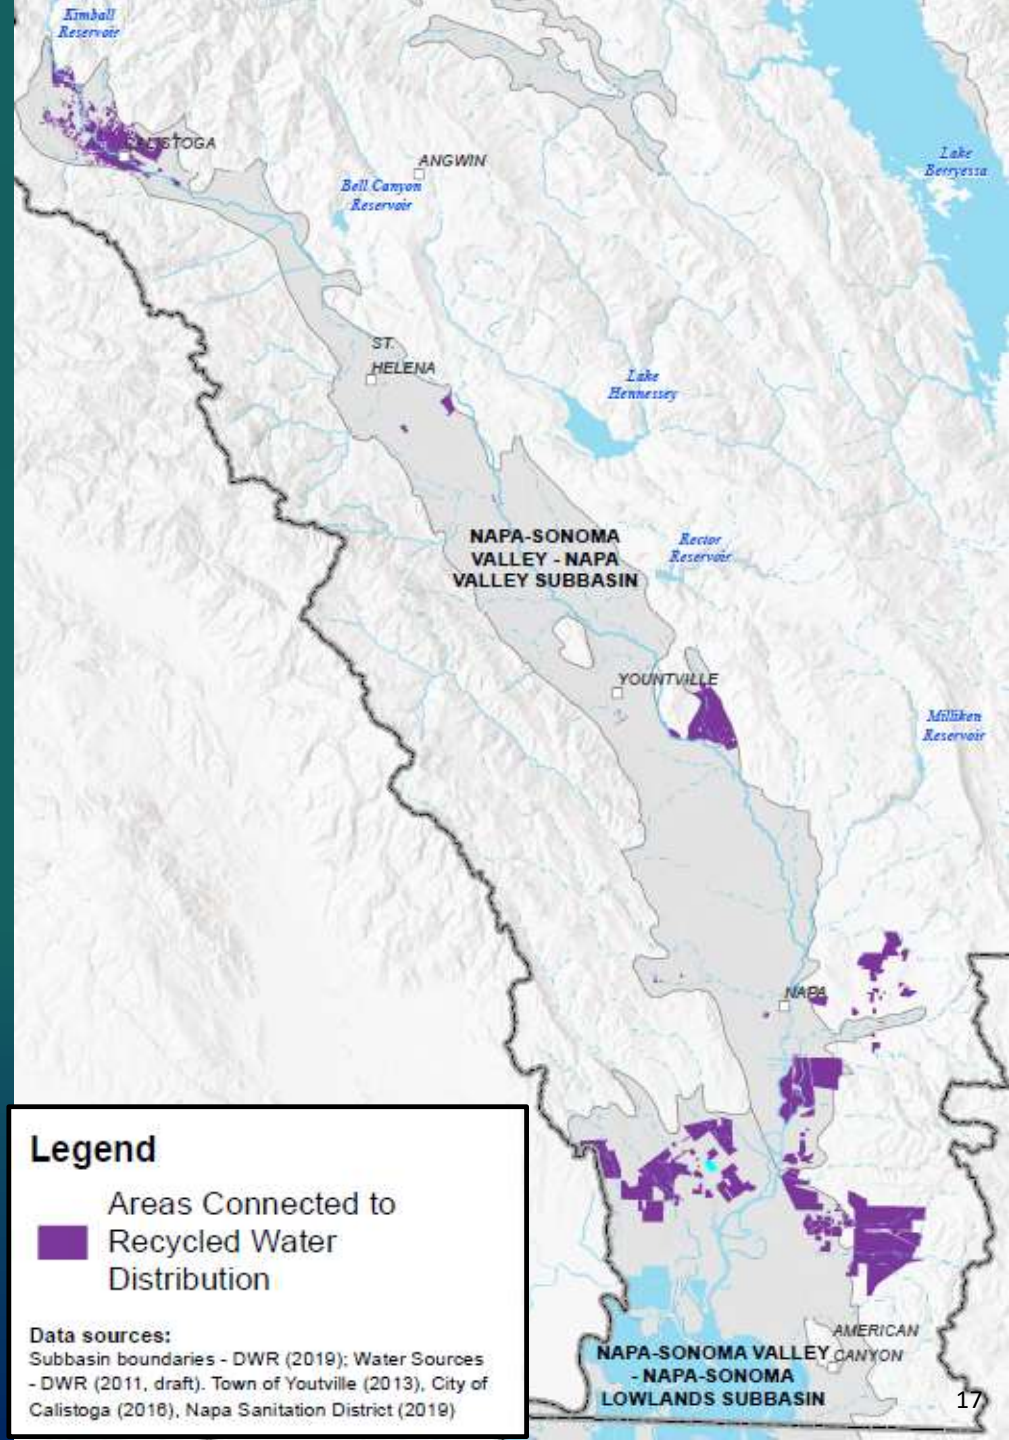 Kimball
Reservoir
CALISTOGA
ANGWIN
Bell Canyon
Reservoir
Lake
Berryessa
ST.
HELENA
Lake
Hennessey
NAPA-SONOMA
VALLEY - NAPA
VALLEY SUBBASIN
Rector
Reservoir
YOUNTVILLE
Milliken
Reservoir
NAPA
Legend
Areas Connected to
Recycled Water
Distribution
Data sources:
Subbasin boundaries - DWR (2019); Water Sources
- DWR (2011, draft). Town of Youtville (2013), City of
Calistoga (2016), Napa Sanitation District (2019)
AMERICAN
CANYON
NAPA-SONOMA VALLEY
- NAPA-SONOMA
LOWLANDS SUBBASIN
17